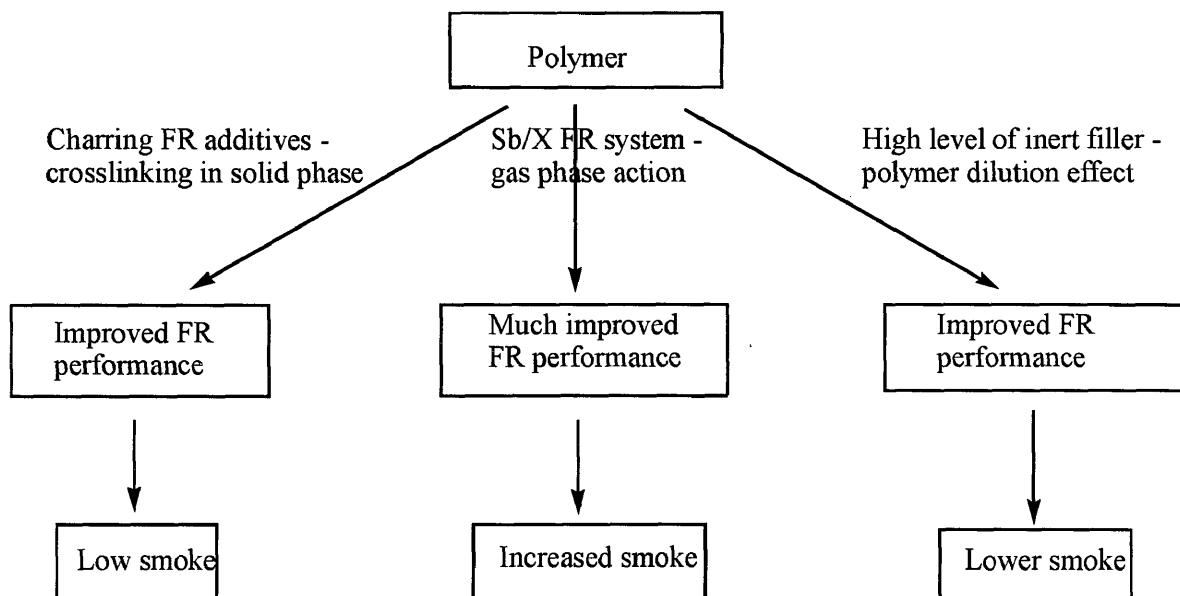 Polymer
Charring FR additives -
crosslinking in solid phase
Sb/X FR system -
gas phase action
High level of inert filler -
polymer dilution effect
Improved FR
performance
Much improved
FR performance
Improved FR
performance
Low smoke
Increased smoke
Lower smoke